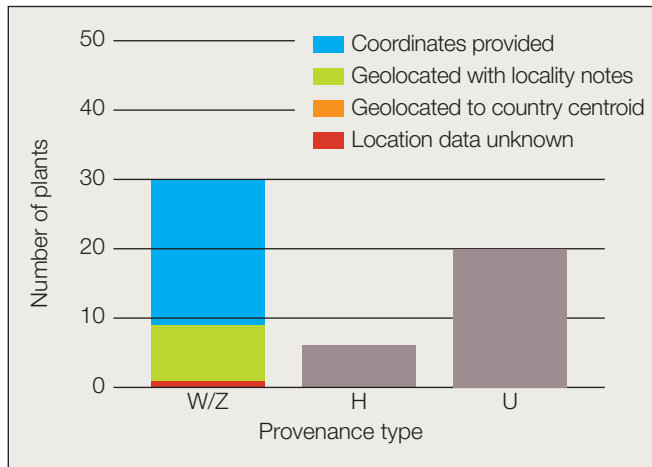 50
40
30
20
10
0
Number of plants
Coordinates provided
Geolocated with locality notes
Geolocated to country centroid
Location data unknown
W/Z H U
Provenance type